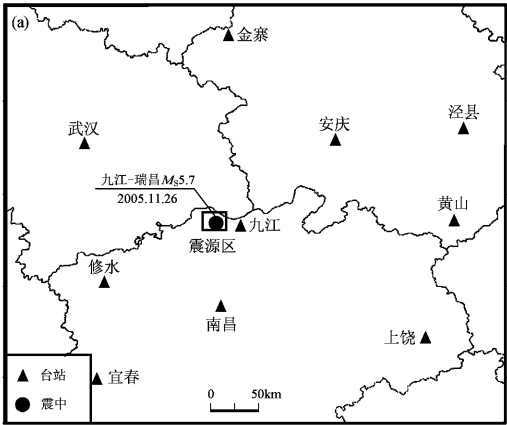 (a)
金寨
武汉
安庆
泾县
九江-瑞昌Ms5.7
2005.11.26
黄山
九江
震源区
修水
南昌
上饶
台站
宜春
震中
0
50km